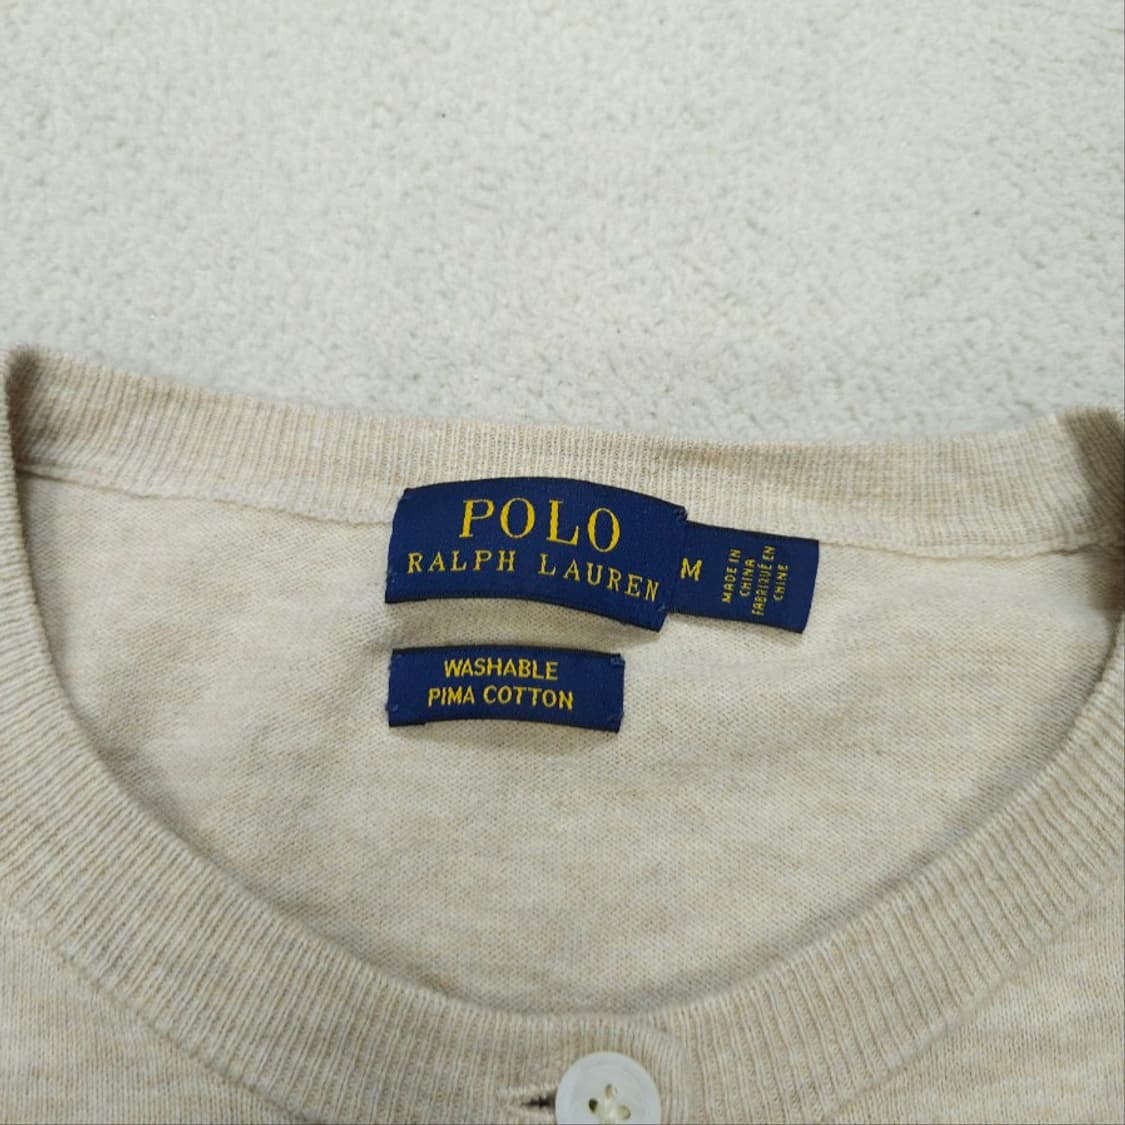 POLO
RALPH LAUREN
M
MADE IN
CHINA
FABRIQUÉ EN
CHINE
WASHABLE
PIMA COTTON